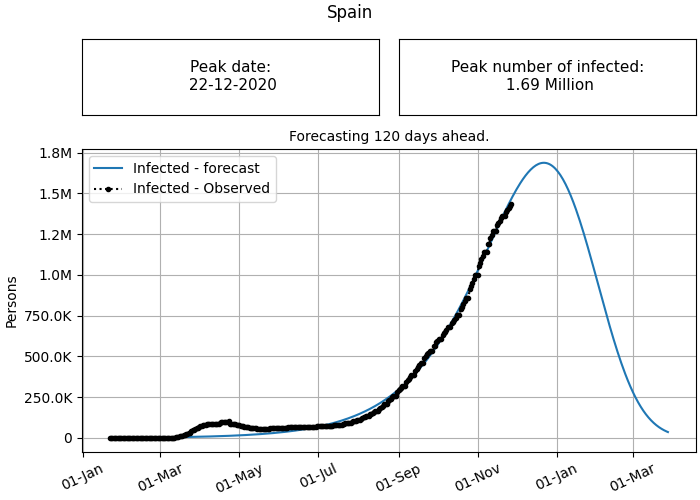 Spain
Peak date:
22-12-2020
Peak number of infected:
1.69 Million
Forecasting 120 days ahead.
Infected - forecast
Infected - Observed
Persons
1.8M
1.5M
1.2M
1.0M
750.0K
500.0K
250.0K
0
01-Jan
01-Mar
01-May
01-Jul
01-Sep
01-Nov
01-Jan
01-Mar